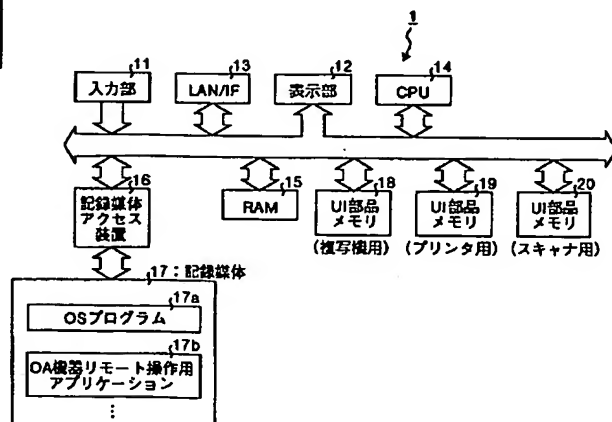 1
11
13
12
14
入力部
LAN/IF
表示部
CPU
16
15
18
19
20
記録媒体
アクセス
装置
RAM
UI部品
メモリ
(複写機用)
UI部品
メモリ
(プリンタ用)
UI部品
メモリ
(スキャナ用)
17：記録媒体
17a
OSプログラム
17b
OA機器リモート操作用
アプリケーション
⋮